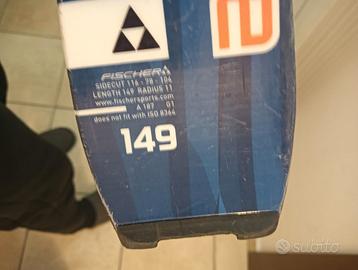 FISCHER
SIDECUT 116 - 78 - 104
LENGTH 149 RADIUS 11
www.fischersports.com
A 187 01
does not fit with ISO 8364
149
subito